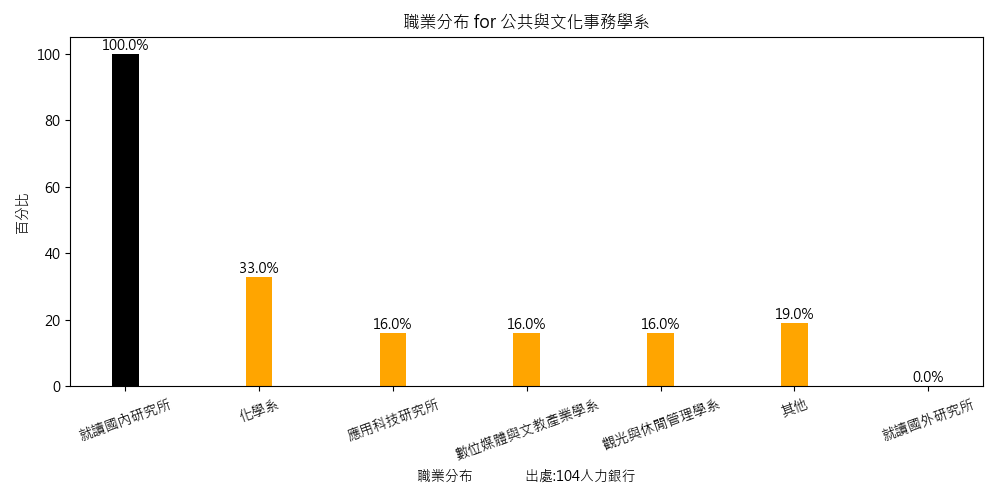 職業分布 for 公共與文化事務學系
100.0%
33.0%
16.0%
16.0%
16.0%
19.0%
0.0%
100
80
60
40
20
0
百分比
就讀國內研究所
化學系
應用科技研究所
數位媒體與文教產業學系
觀光與休閒管理學系
其他
就讀國外研究所
職業分布 出處:104人力銀行